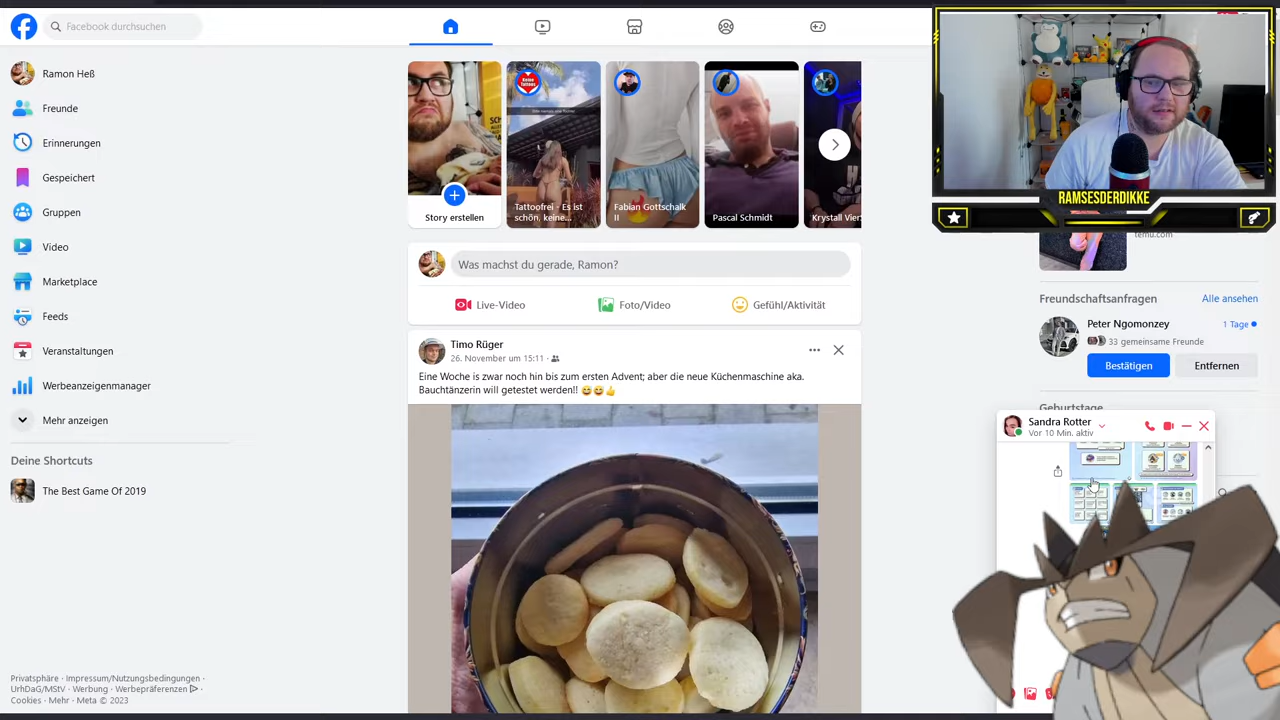 Facebook durchsuchen
Ramon Heß
Freunde
Erinnerungen
Gespeichert
Gruppen
Video
Marketplace
Feeds
Veranstaltungen
Werbeanzeigenmanager
Mehr anzeigen
Deine Shortcuts
The Best Game Of 2019
Privatsphäre · Impressum/Nutzungsbedingungen ·
UrhDaG/MStV · Werbung · Werbepräferenzen ·
Cookies · Mehr · Meta © 2023
Story erstellen
Tattoofrei - Es ist
schön, keine...
Fabian Gottschalk
II
Pascal Schmidt
Krystall Vier
Was machst du gerade, Ramon?
Live-Video
Foto/Video
Gefühl/Aktivität
Timo Rüger
26. November um 15:11 ·
Eine Woche is zwar noch hin bis zum ersten Advent; aber die neue Küchenmaschine aka.
Bauchtänzerin will getestet werden!! 😅😅👍
RAMSESDERDIKKE
temu.com
Freundschaftsanfragen
Alle ansehen
Peter Ngomonzey
1 Tage
33 gemeinsame Freunde
Bestätigen
Entfernen
Geburtstage
Sandra Rotter
Vor 10 Min. aktiv